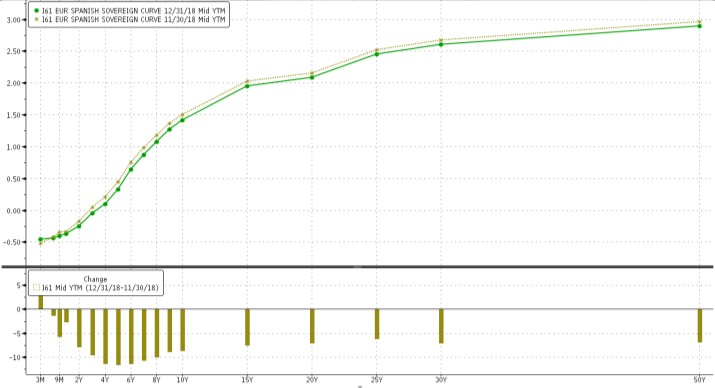 I61 EUR SPANISH SOVEREIGN CURVE 12/31/18 Mid YTM
I61 EUR SPANISH SOVEREIGN CURVE 11/30/18 Mid YTM
3.00
2.50
2.00
1.50
1.00
0.50
0.00
-0.50
Change
I61 Mid YTM (12/31/18-11/30/18)
5
0
-5
-10
3M 9M 2Y 4Y 6Y 8Y 10Y 15Y 20Y 25Y 30Y 50Y